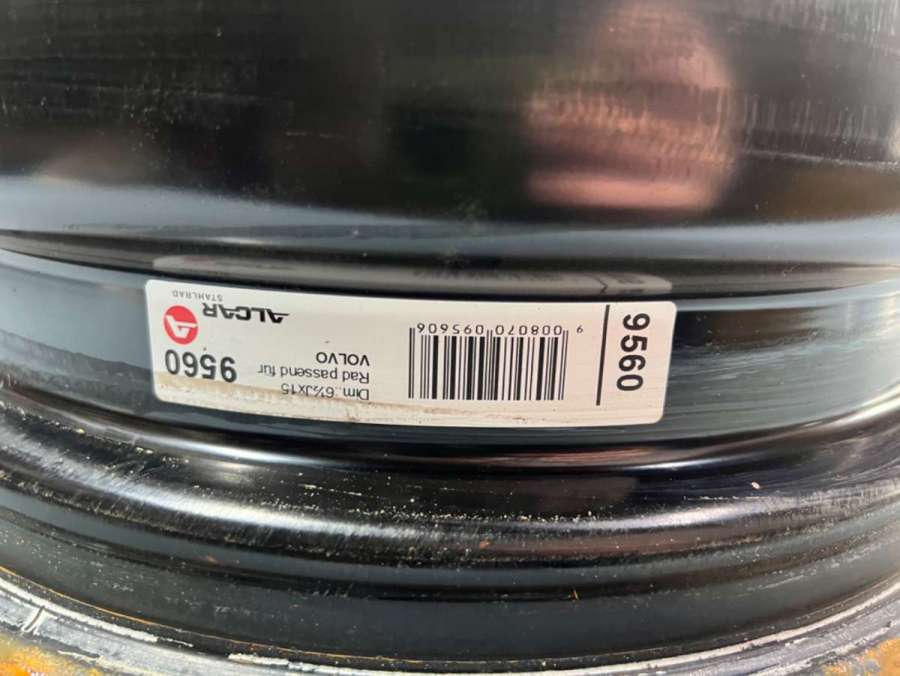 Dim.:6½Jx15
Rad passend für
VOLVO
9560
ALCAR
STAHLRAD
9 008070 095606
9560